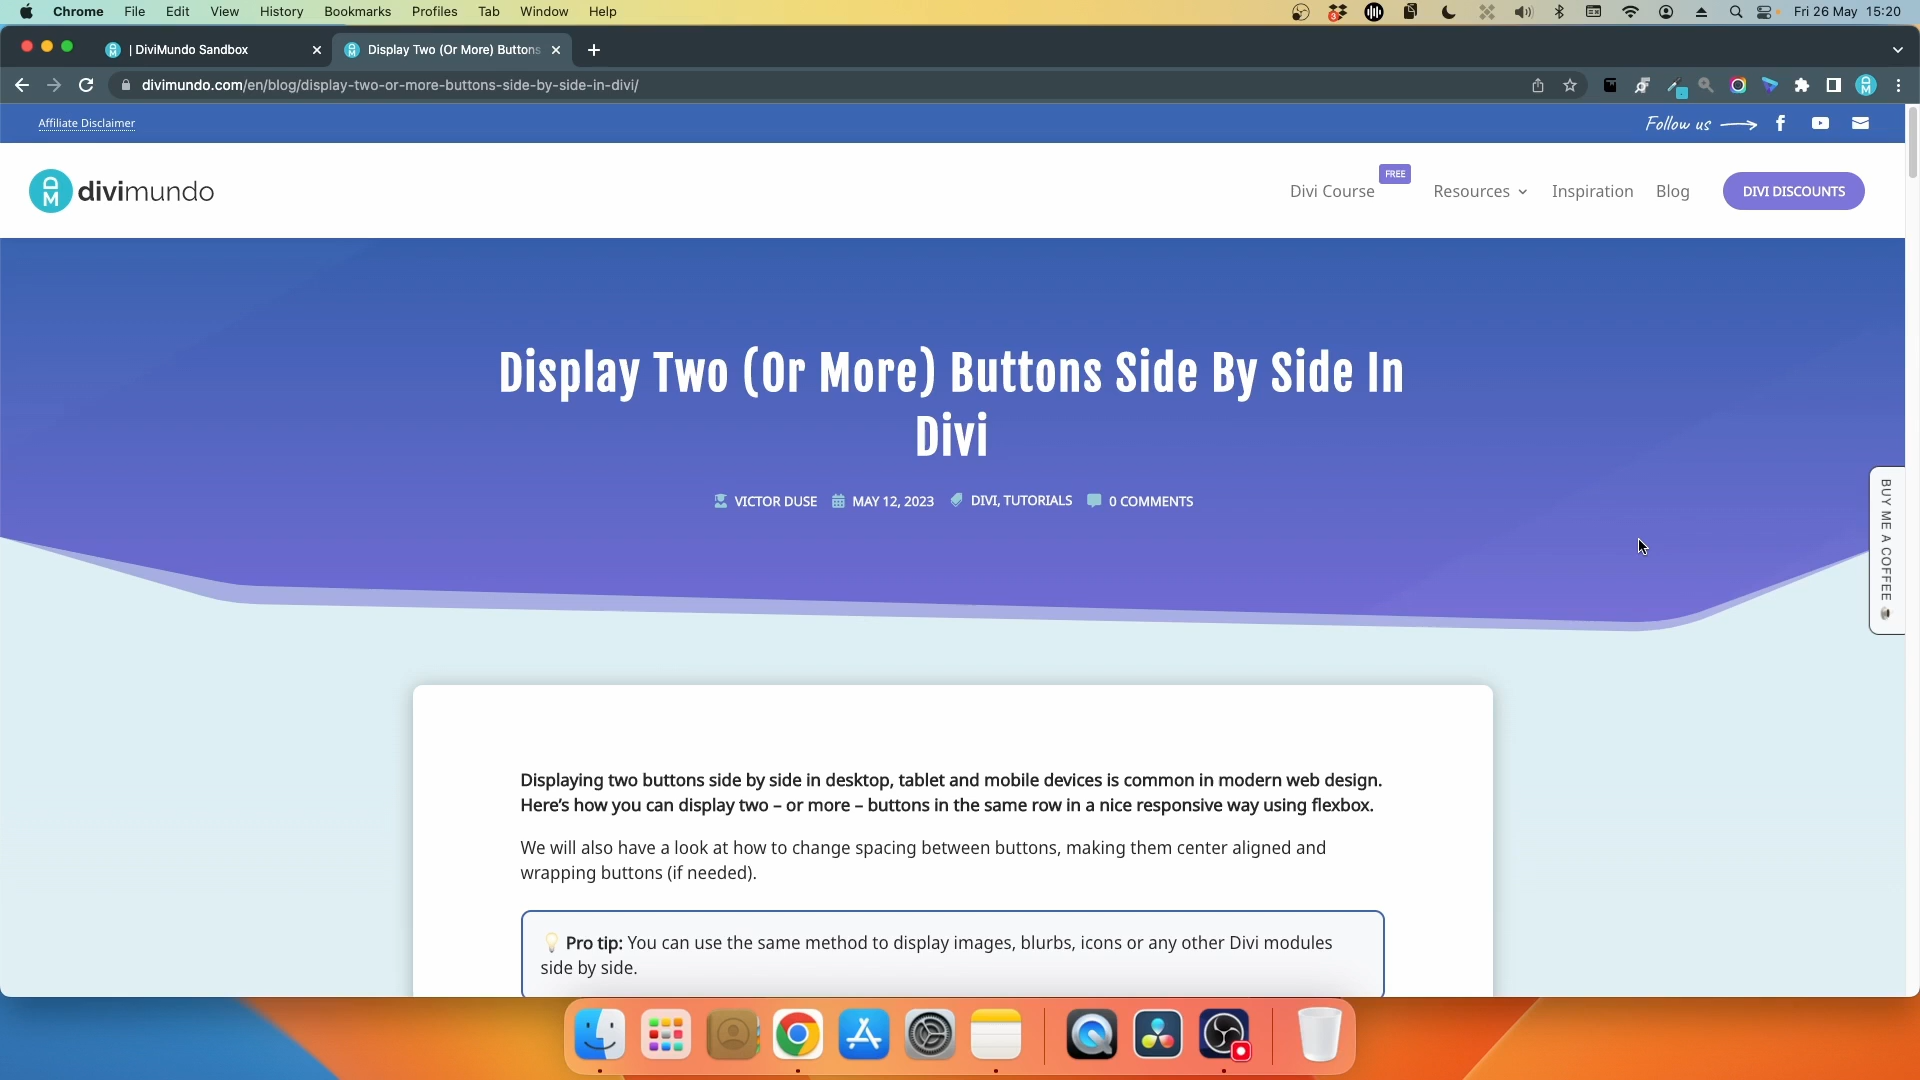 Chrome File Edit View History Bookmarks Profiles Tab Window Help
Fri 26 May 15:20
| DiviMundo Sandbox
Display Two (Or More) Buttons
divimundo.com/en/blog/display-two-or-more-buttons-side-by-side-in-divi/
Affiliate Disclaimer
Follow us
DM divimundo
Divi Course
FREE
Resources
Inspiration
Blog
DIVI DISCOUNTS
Display Two (Or More) Buttons Side By Side In
Divi
VICTOR DUSE MAY 12, 2023 DIVI, TUTORIALS 0 COMMENTS
BUY ME A COFFEE
Displaying two buttons side by side in desktop, tablet and mobile devices is common in modern web design.
Here's how you can display two – or more – buttons in the same row in a nice responsive way using flexbox.
We will also have a look at how to change spacing between buttons, making them center aligned and
wrapping buttons (if needed).
Pro tip: You can use the same method to display images, blurbs, icons or any other Divi modules
side by side.